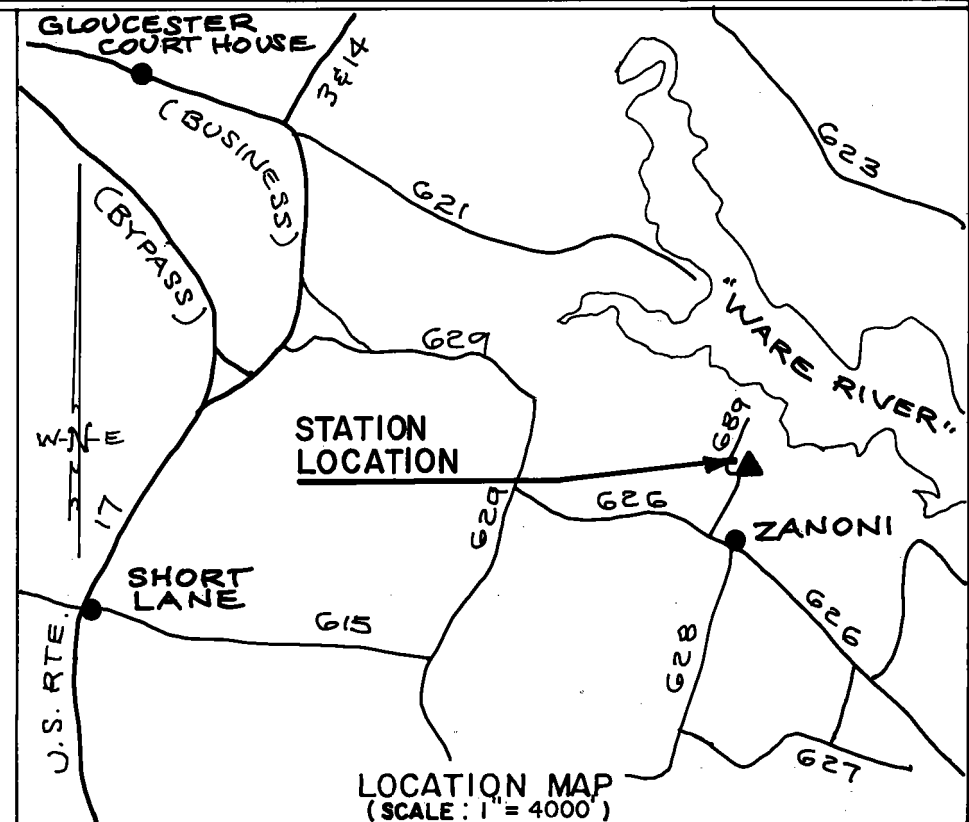 GLOUCESTER
COURT HOUSE
3&14
(BUSINESS)
623
(BYPASS)
621
"WARE RIVER"
629
W-N-E
STATION
LOCATION
689
629
626
17
ZANONI
SHORT
LANE
615
626
U.S. RTE.
628
627
LOCATION MAP
(SCALE: 1" = 4000')